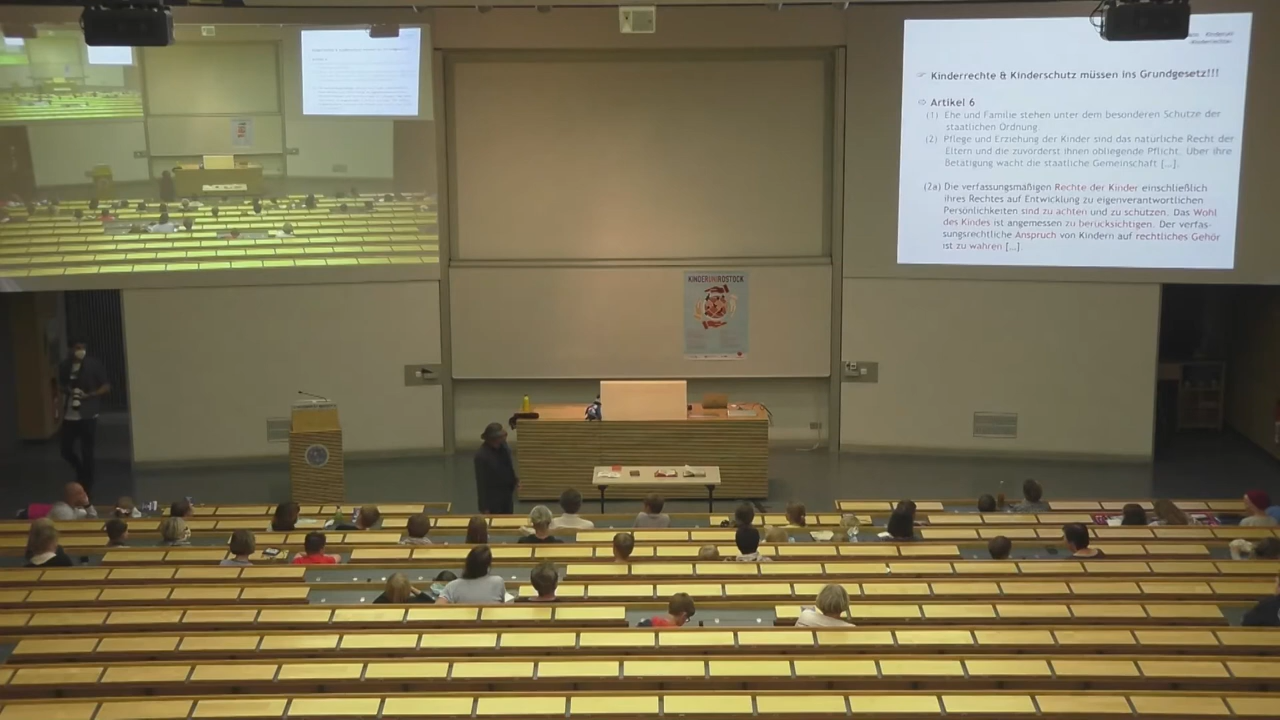 Kinderuni
Kinderrechte
☞ Kinderrechte & Kinderschutz müssen ins Grundgesetz!!!
⇨ Artikel 6
(1) Ehe und Familie stehen unter dem besonderen Schutze der
staatlichen Ordnung
(2) Pflege und Erziehung der Kinder sind das natürliche Recht der
Eltern und die zuvörderst ihnen obliegende Pflicht. Über ihre
Betätigung wacht die staatliche Gemeinschaft [...].
(2a) Die verfassungsmäßigen Rechte der Kinder einschließlich
ihres Rechtes auf Entwicklung zu eigenverantwortlichen
Persönlichkeiten sind zu achten und zu schützen. Das Wohl
des Kindes ist angemessen zu berücksichtigen. Der verfas-
sungsrechtliche Anspruch von Kindern auf rechtliches Gehör
ist zu wahren [...]
KINDERUNIROSTOCK